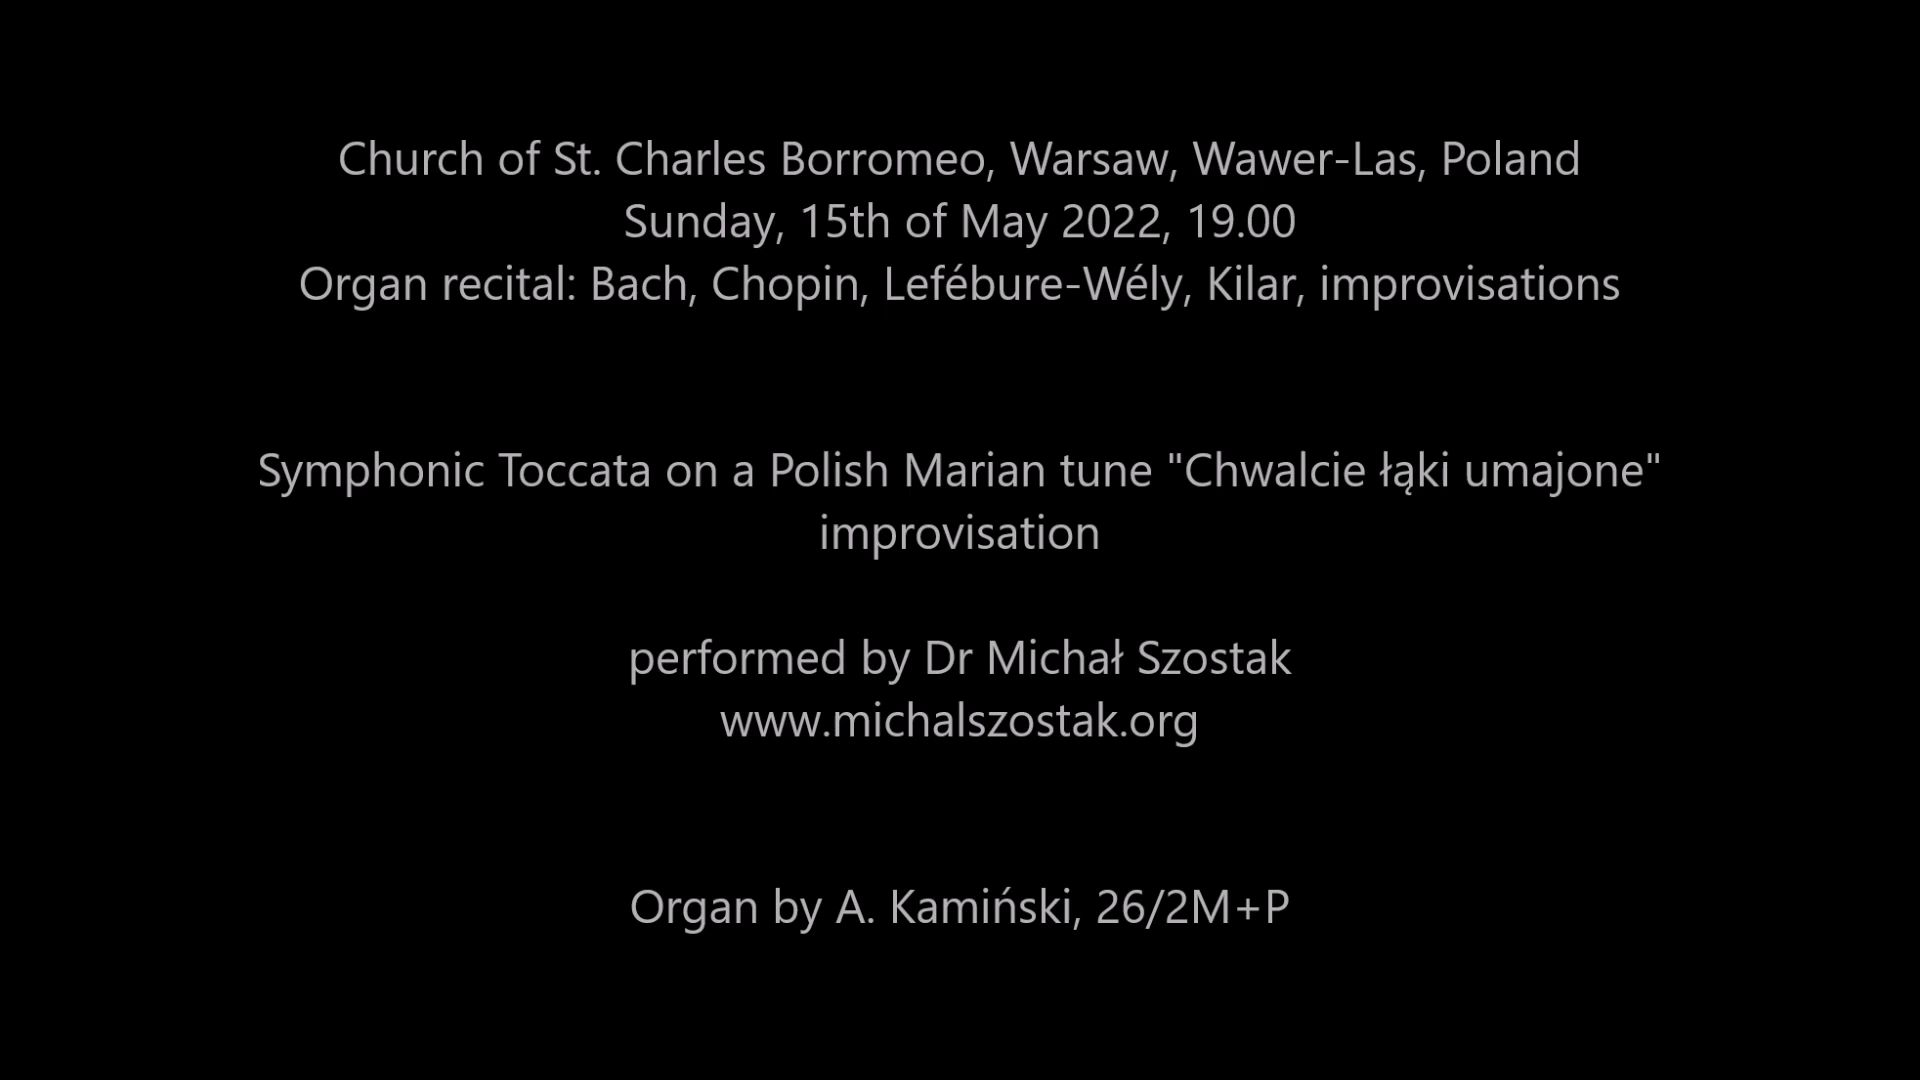 Church of St. Charles Borromeo, Warsaw, Wawer-Las, Poland
Sunday, 15th of May 2022, 19.00
Organ recital: Bach, Chopin, Lefébure-Wély, Kilar, improvisations
Symphonic Toccata on a Polish Marian tune "Chwalcie łąki umajone"
improvisation
performed by Dr Michał Szostak
www.michalszostak.org
Organ by A. Kamiński, 26/2M+P